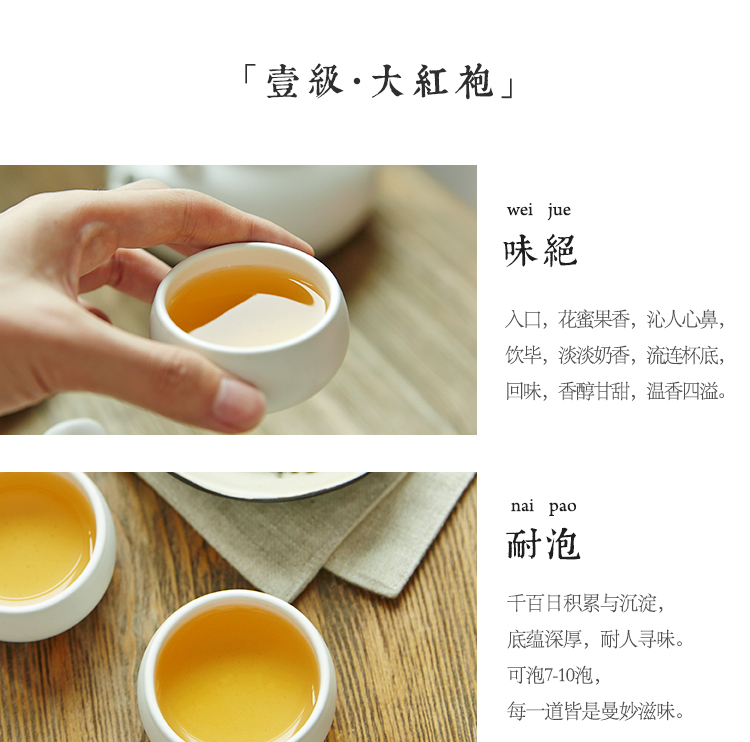 「壹級·大紅袍」
wei jue
味絕
入口，花蜜果香，沁人心鼻，
饮毕，淡淡奶香，流连杯底，
回味，香醇甘甜，温香四溢。
nai pao
耐泡
千百日积累与沉淀，
底蕴深厚，耐人寻味。
可泡7-10泡，
每一道皆是曼妙滋味。